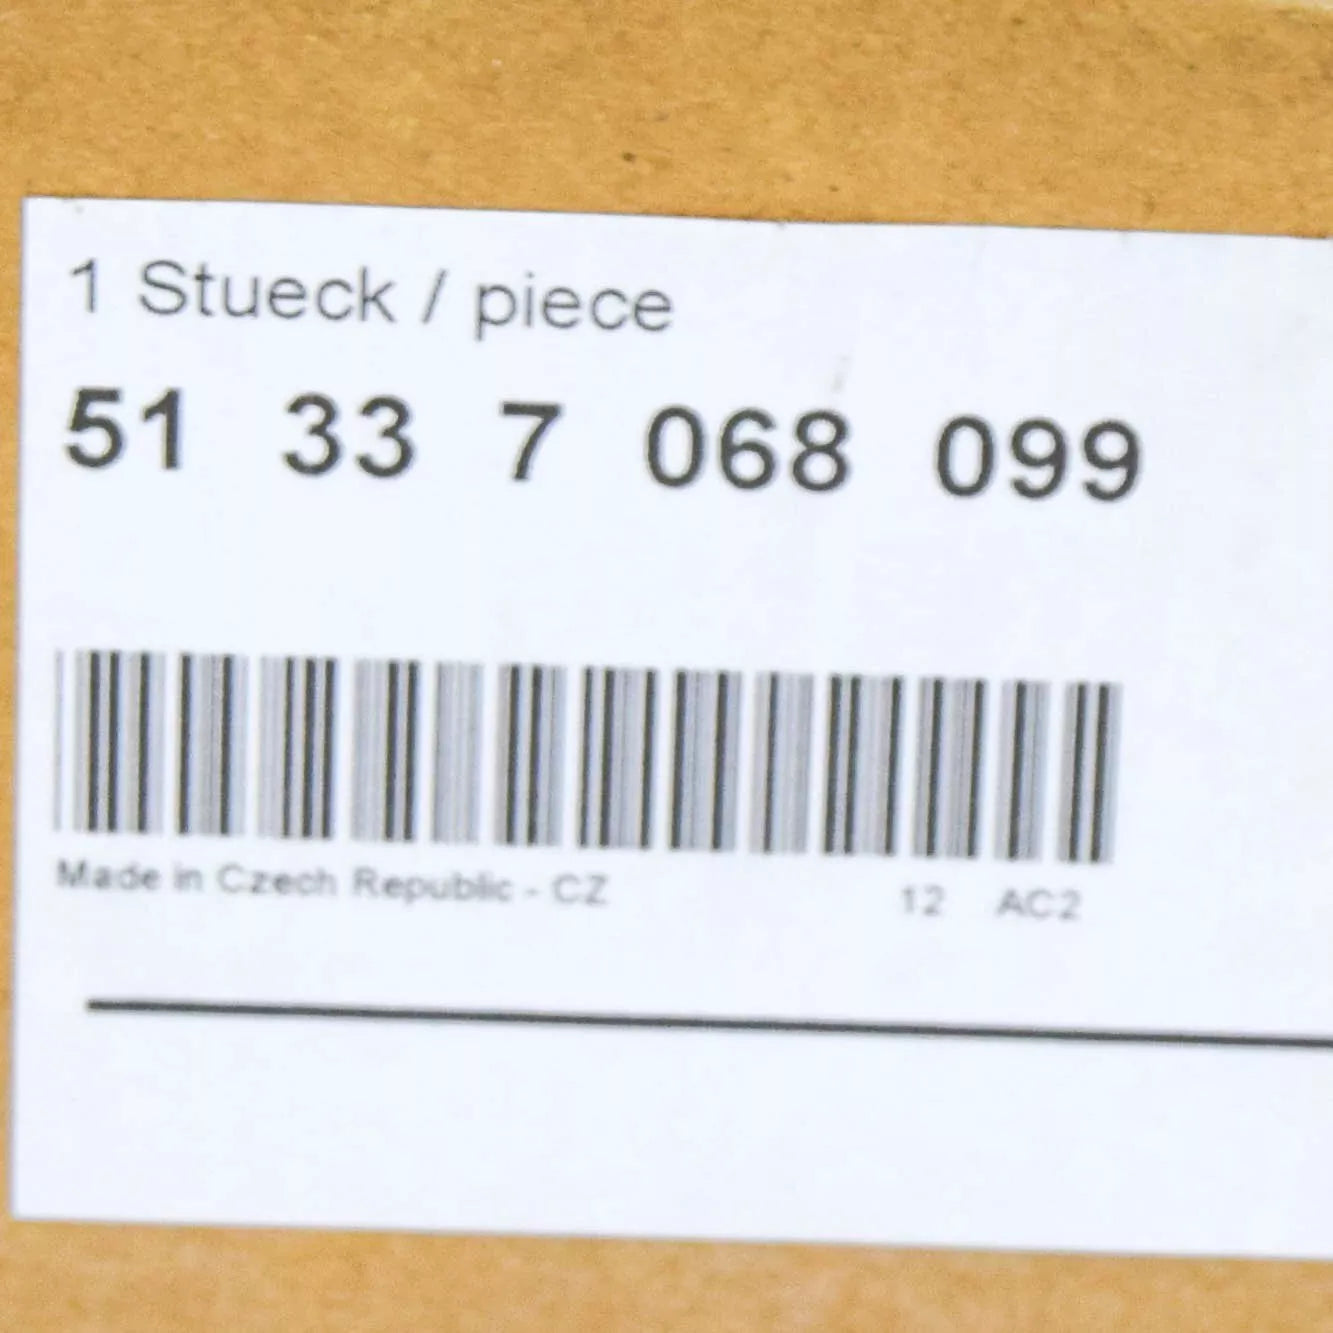 1 Stueck / piece
51 33 7 068 099
Made in Czech Republic - CZ 12 AC2